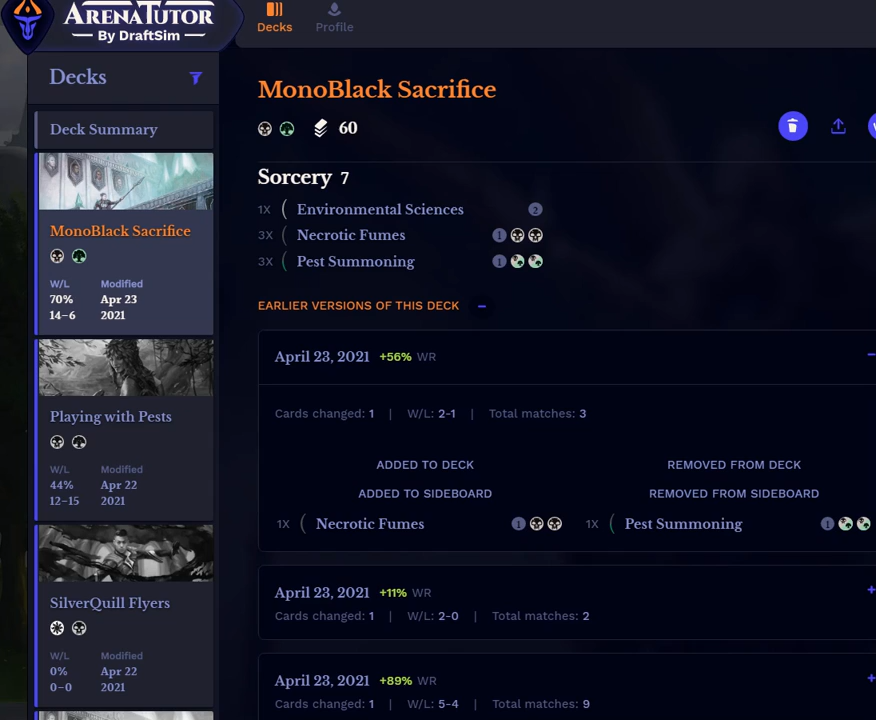 ARENATUTOR
By DraftSim
Decks
Profile
Decks
Deck Summary
MonoBlack Sacrifice
W/L Modified
70% Apr 23
14–6 2021
Playing with Pests
W/L Modified
44% Apr 22
12–15 2021
SilverQuill Flyers
W/L Modified
0% Apr 22
0–0 2021
MonoBlack Sacrifice
60
Sorcery 7
1X Environmental Sciences 2
3X Necrotic Fumes 1
3X Pest Summoning 1
EARLIER VERSIONS OF THIS DECK –
April 23, 2021 +56% WR –
Cards changed: 1 | W/L: 2-1 | Total matches: 3
ADDED TO DECK REMOVED FROM DECK
ADDED TO SIDEBOARD REMOVED FROM SIDEBOARD
1X Necrotic Fumes 1 1X Pest Summoning 1
April 23, 2021 +11% WR +
Cards changed: 1 | W/L: 2-0 | Total matches: 2
April 23, 2021 +89% WR +
Cards changed: 1 | W/L: 5-4 | Total matches: 9